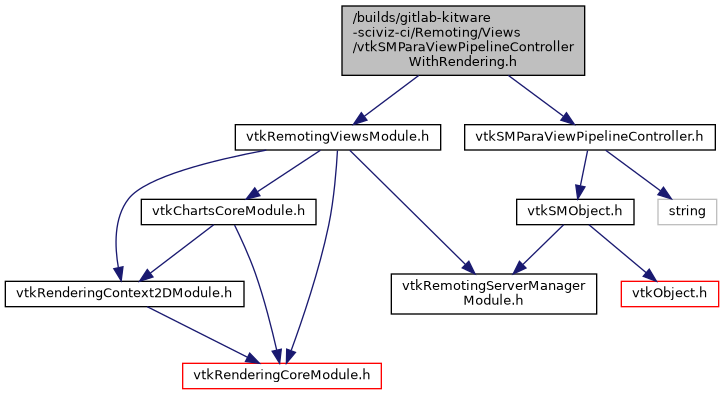 /builds/gitlab-kitware
-sciviz-ci/Remoting/Views
/vtkSMParaViewPipelineController
WithRendering.h
vtkRemotingViewsModule.h
vtkSMParaViewPipelineController.h
vtkChartsCoreModule.h
vtkSMObject.h
string
vtkRenderingContext2DModule.h
vtkRemotingServerManager
Module.h
vtkObject.h
vtkRenderingCoreModule.h